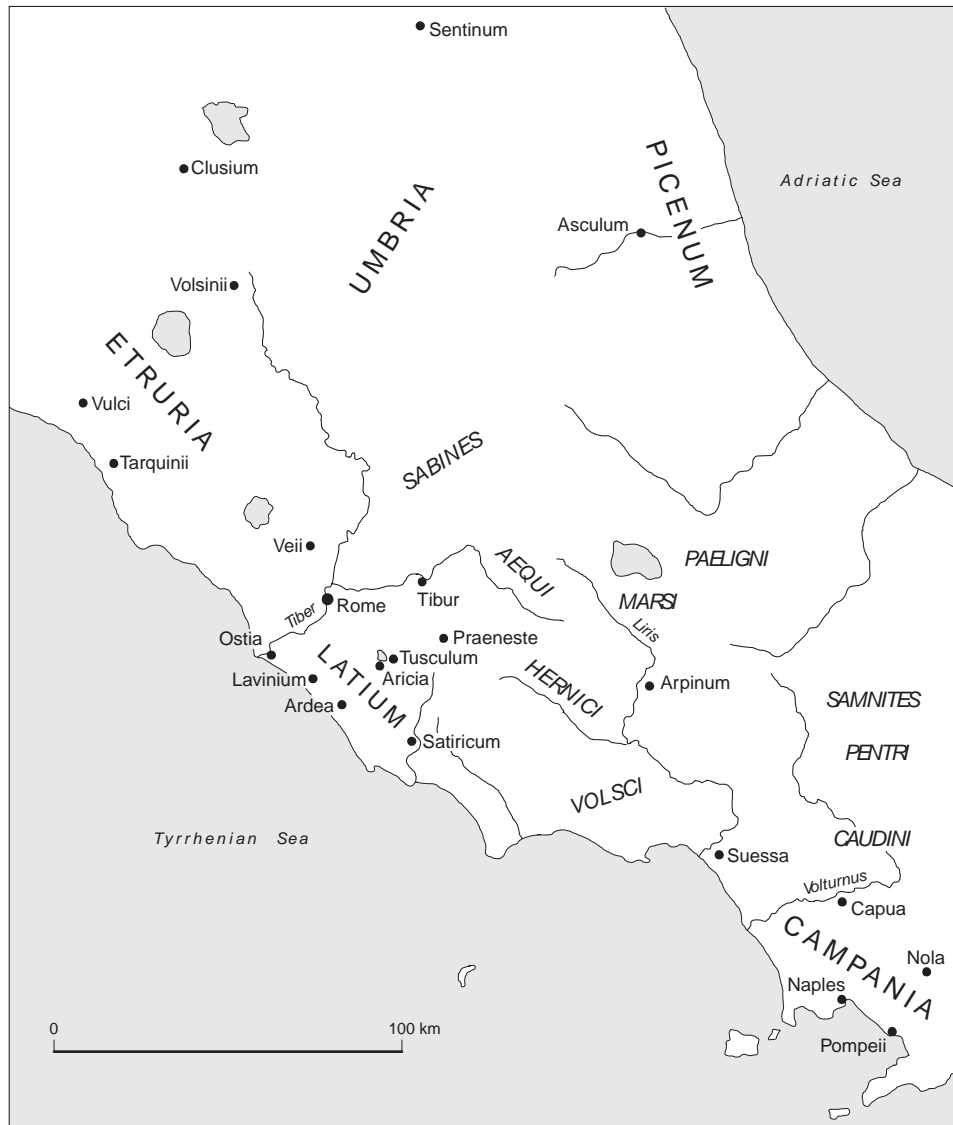 Sentinum
Clusium
UMBRIA
PICENUM
Adriatic Sea
Asculum
Volsinii
ETRURIA
Vulci
Tarquinii
SABINES
Veii
AEQUI
PAELIGNI
Tiber
Rome
Tibur
MARSI
Liris
Ostia
LATIUM
Praeneste
Tusculum
Aricia
Lavinium
HERNICI
Arpinum
Ardea
SAMNITES
Satiricum
PENTRI
VOLSCI
Tyrrhenian Sea
CAUDINI
Suessa
Volturnus
Capua
CAMPANIA
Nola
Naples
0
100 km
Pompeii